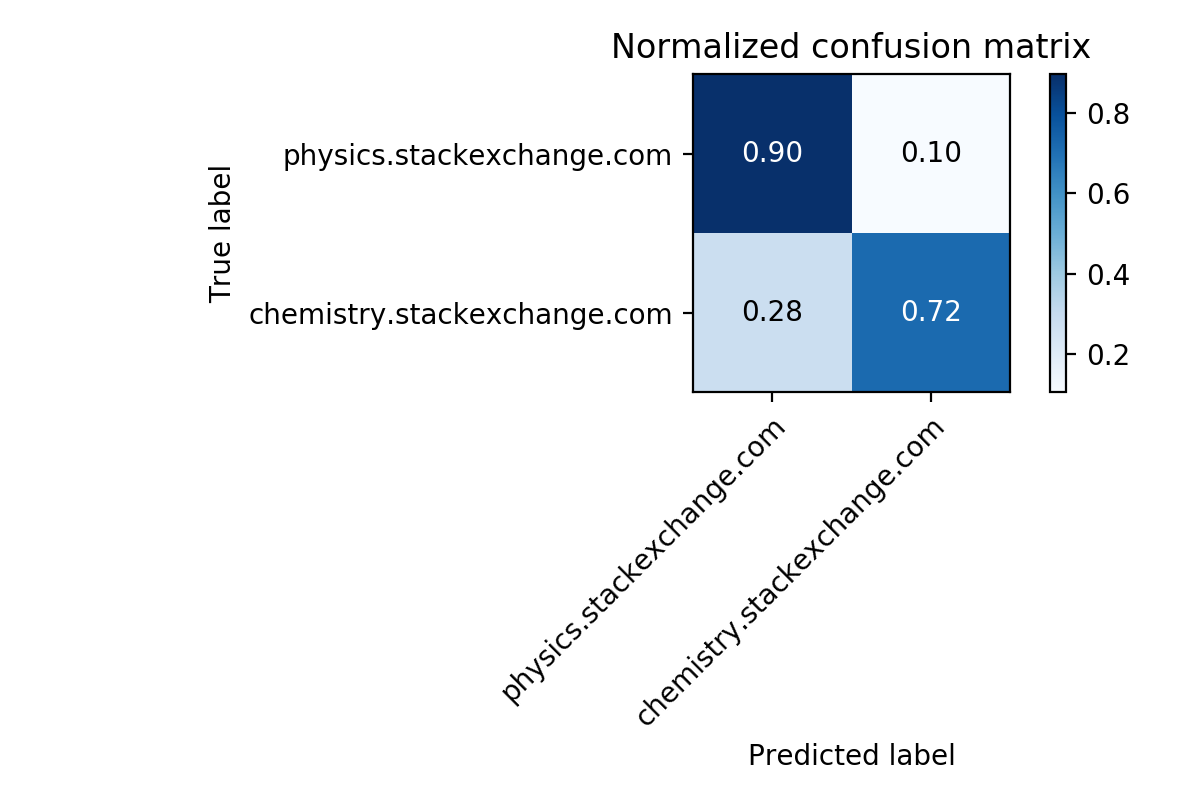 Normalized confusion matrix
True label
physics.stackexchange.com
0.90
0.10
chemistry.stackexchange.com
0.28
0.72
0.8
0.6
0.4
0.2
physics.stackexchange.com
chemistry.stackexchange.com
Predicted label